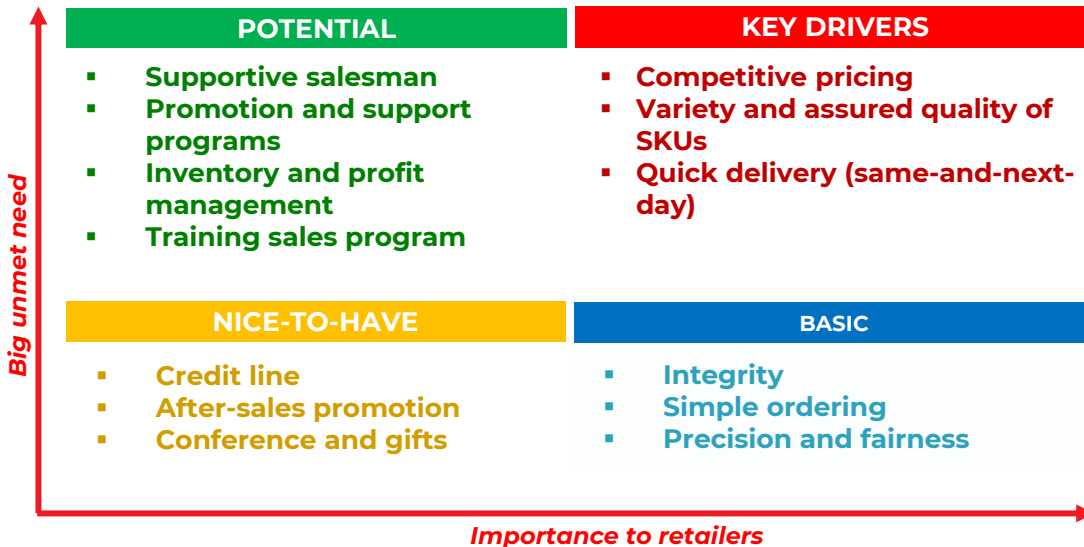 POTENTIAL
▪ Supportive salesman
▪ Promotion and support
programs
▪ Inventory and profit
management
▪ Training sales program
KEY DRIVERS
▪ Competitive pricing
▪ Variety and assured quality of
SKUs
▪ Quick delivery (same-and-next-
day)
Big unmet need
NICE-TO-HAVE
▪ Credit line
▪ After-sales promotion
▪ Conference and gifts
BASIC
▪ Integrity
▪ Simple ordering
▪ Precision and fairness
Importance to retailers